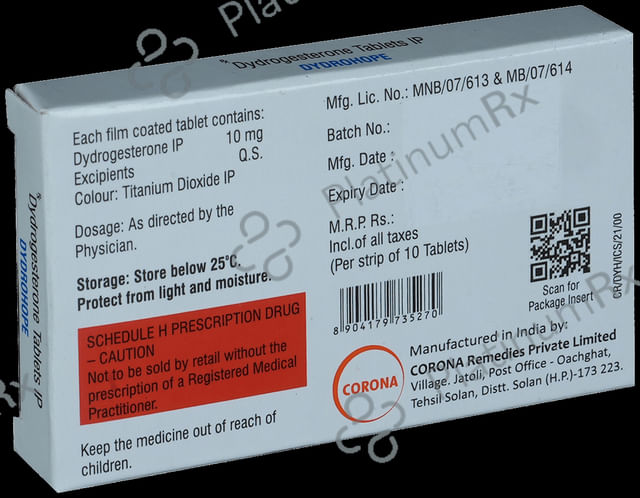 ℞ Dydrogesterone Tablets IP
DYDROHOPE
Each film coated tablet contains:
Dydrogesterone IP 10 mg
Excipients Q.S.
Colour: Titanium Dioxide IP
Dosage: As directed by the
Physician.
Storage: Store below 25°C.
Protect from light and moisture.
SCHEDULE H PRESCRIPTION DRUG
– CAUTION
Not to be sold by retail without the
prescription of a Registered Medical
Practitioner.
Keep the medicine out of reach of
children.
Mfg. Lic. No.: MNB/07/613 & MB/07/614
Batch No.:
Mfg. Date :
Expiry Date :
M.R.P. Rs.:
Incl.of all taxes
(Per strip of 10 Tablets)
8 904179 735270
Scan for
Package Insert
CR/DYH/ICS/21/00
CORONA
Manufactured in India by:
CORONA Remedies Private Limited
Village. Jacoli, Post Office - Oachghat,
Tehsil Solan, Distt. Solan (H.P.)-173 223.
℞ Dydrogesterone Tablets IP
DYDROHOPE
PlatinumRx
PlatinumRx
PlatinumRx
Rx